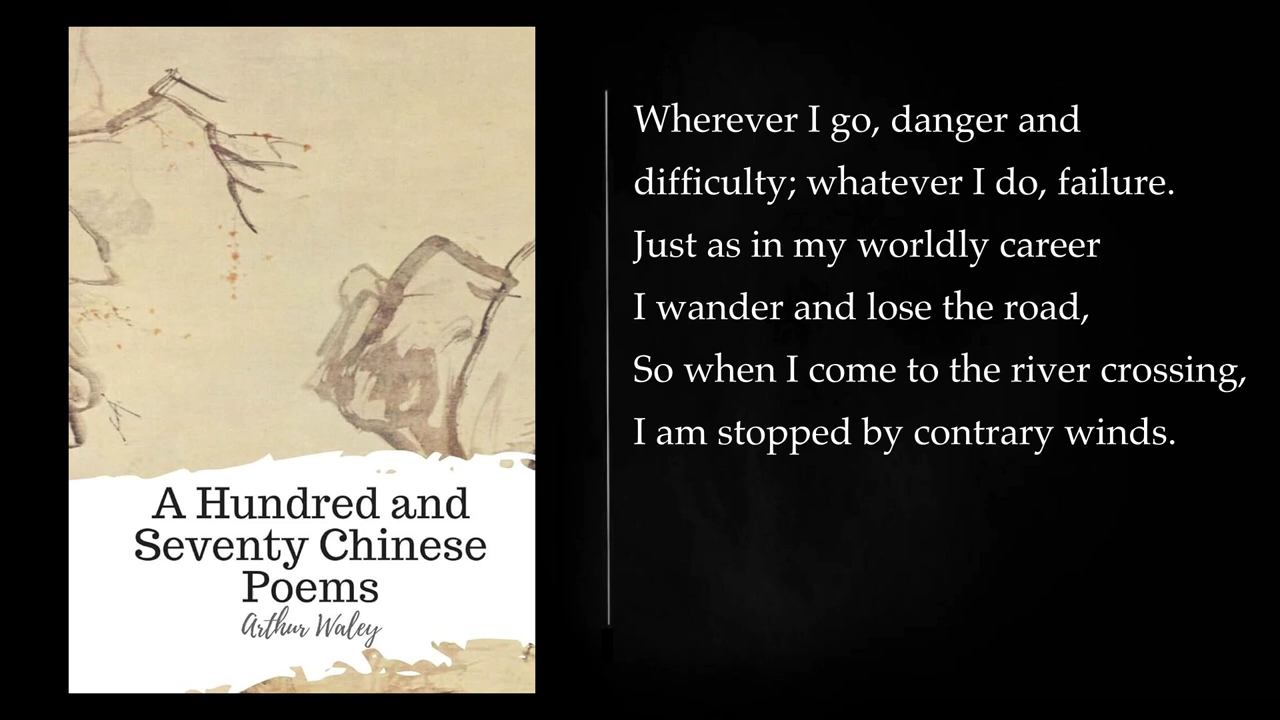 A Hundred and
Seventy Chinese
Poems
Arthur Waley
Wherever I go, danger and
difficulty; whatever I do, failure.
Just as in my worldly career
I wander and lose the road,
So when I come to the river crossing,
I am stopped by contrary winds.